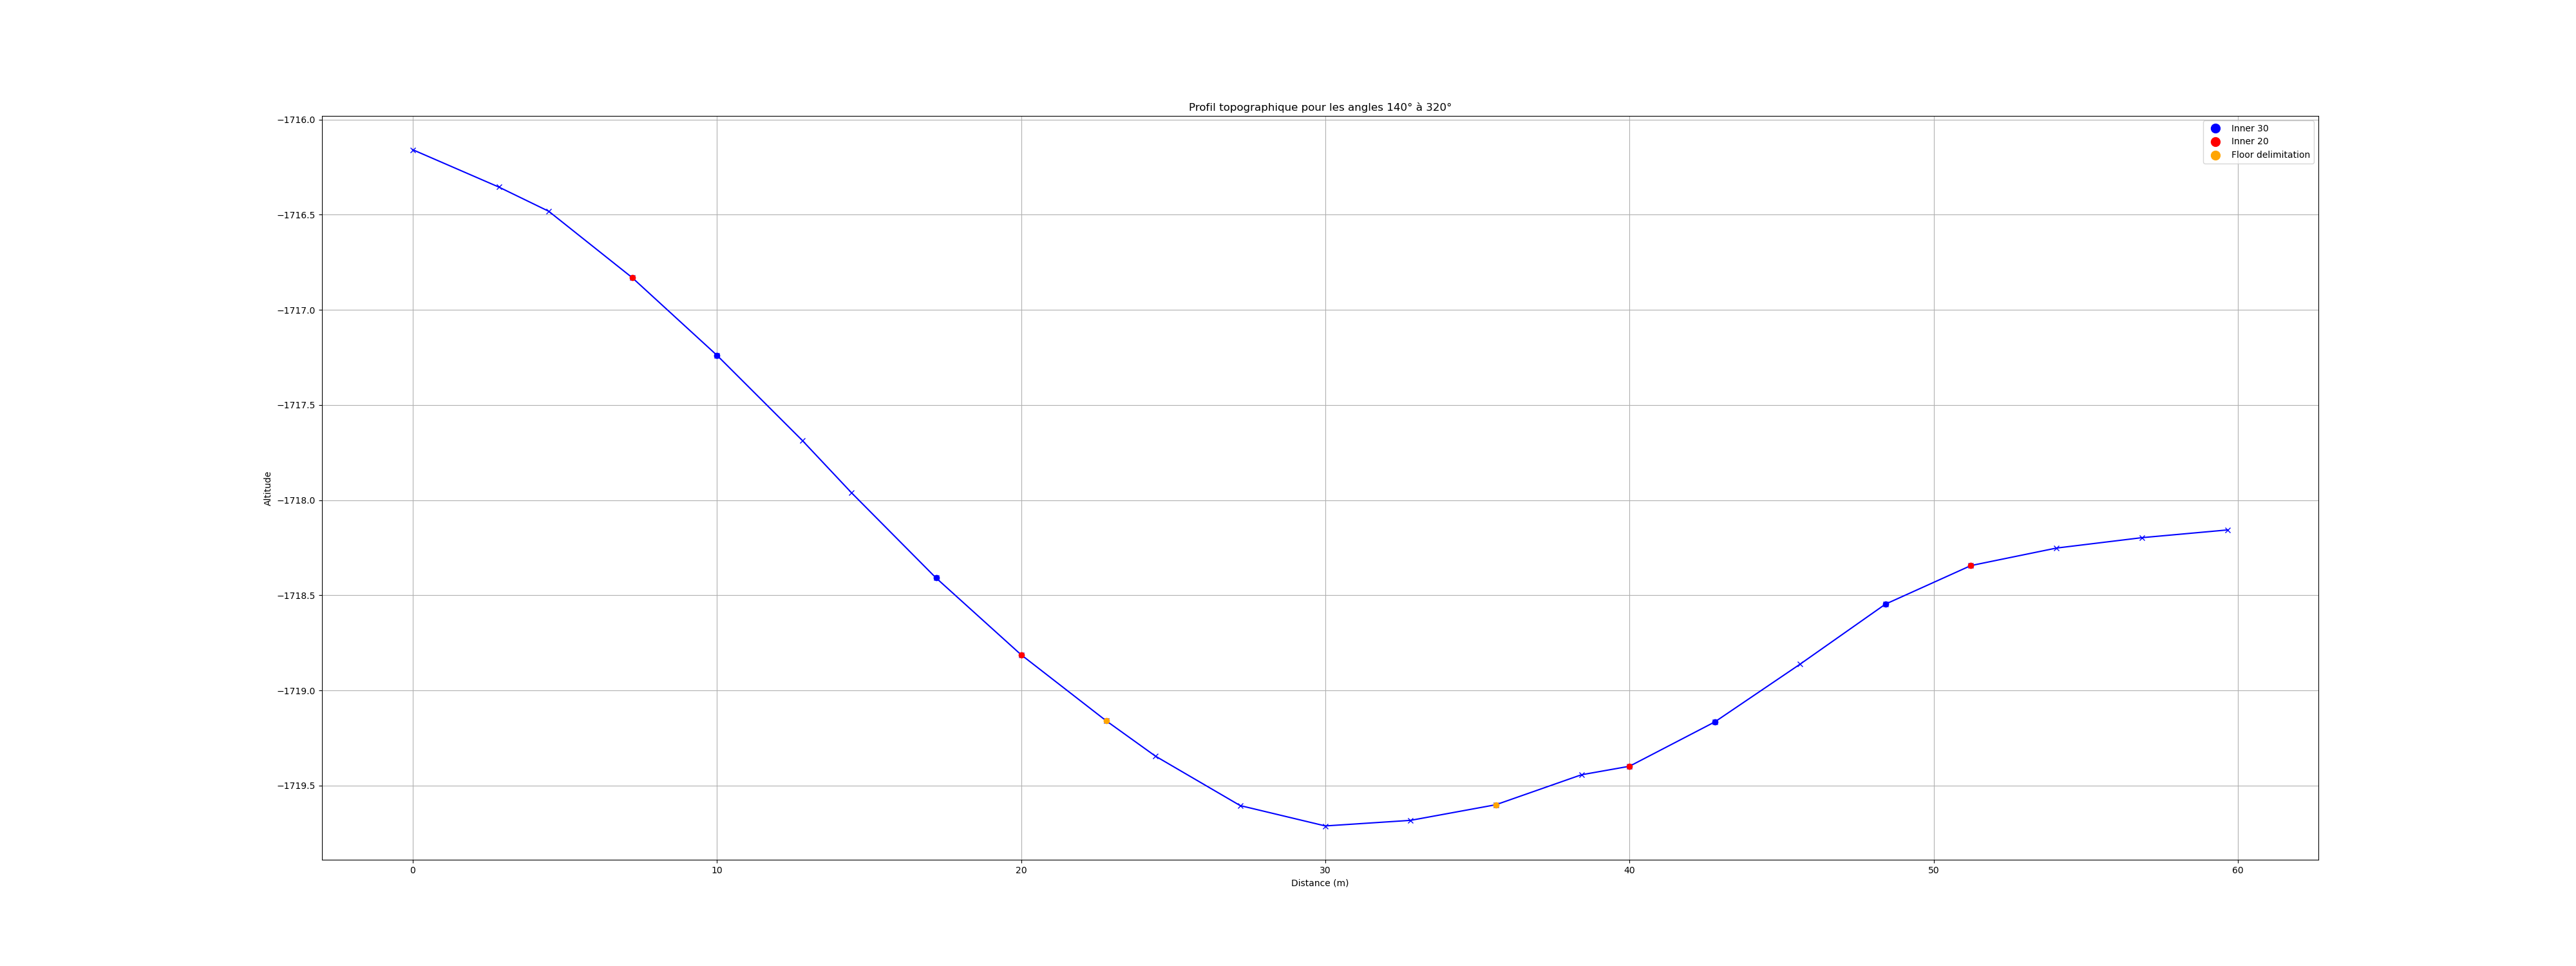 Profil topographique pour les angles 140° à 320°
−1716.0
−1716.5
−1717.0
−1717.5
−1718.0
−1718.5
−1719.0
−1719.5
Altitude
Inner 30
Inner 20
Floor delimitation
0 10 20 30 40 50 60
Distance (m)